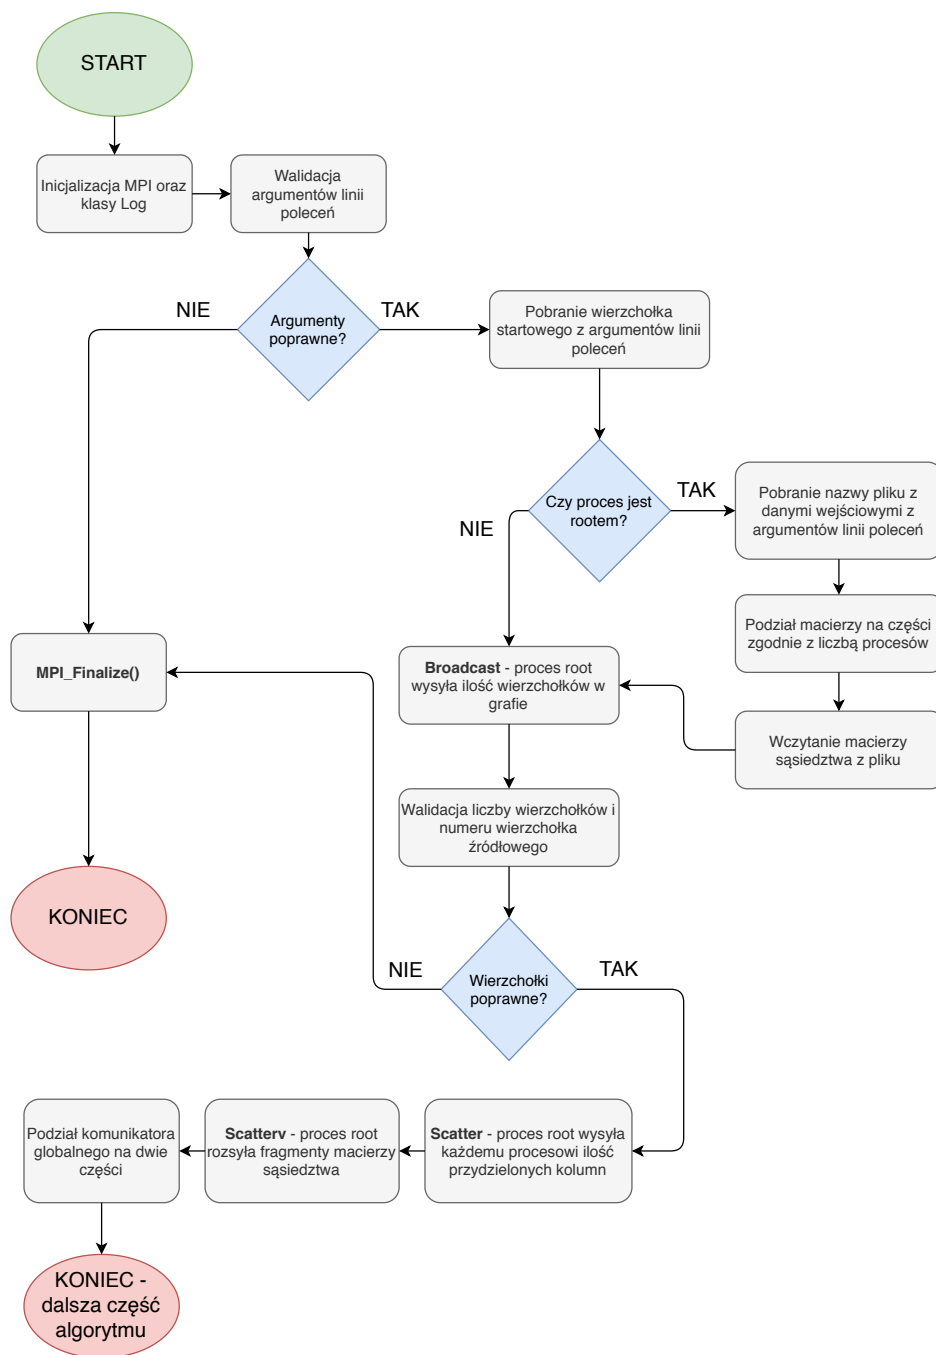 START
Inicjalizacja MPI oraz
klasy Log
Walidacja
argumentów linii
poleceń
Argumenty
poprawne?
NIE
TAK
Pobranie wierzchołka
startowego z argumentów linii
poleceń
Czy proces jest
rootem?
NIE
TAK
Pobranie nazwy pliku z
danymi wejściowymi z
argumentów linii poleceń
Podział macierzy na części
zgodnie z liczbą procesów
Wczytanie macierzy
sąsiedztwa z pliku
Broadcast - proces root
wysyła ilość wierzchołków w
grafie
MPI_Finalize()
KONIEC
Walidacja liczby wierzchołków i
numeru wierzchołka
źródłowego
Wierzchołki
poprawne?
NIE
TAK
Scatter - proces root wysyła
każdemu procesowi ilość
przydzielonych kolumn
Scatterv - proces root
rozsyła fragmenty macierzy
sąsiedztwa
Podział komunikatora
globalnego na dwie
części
KONIEC -
dalsza część
algorytmu